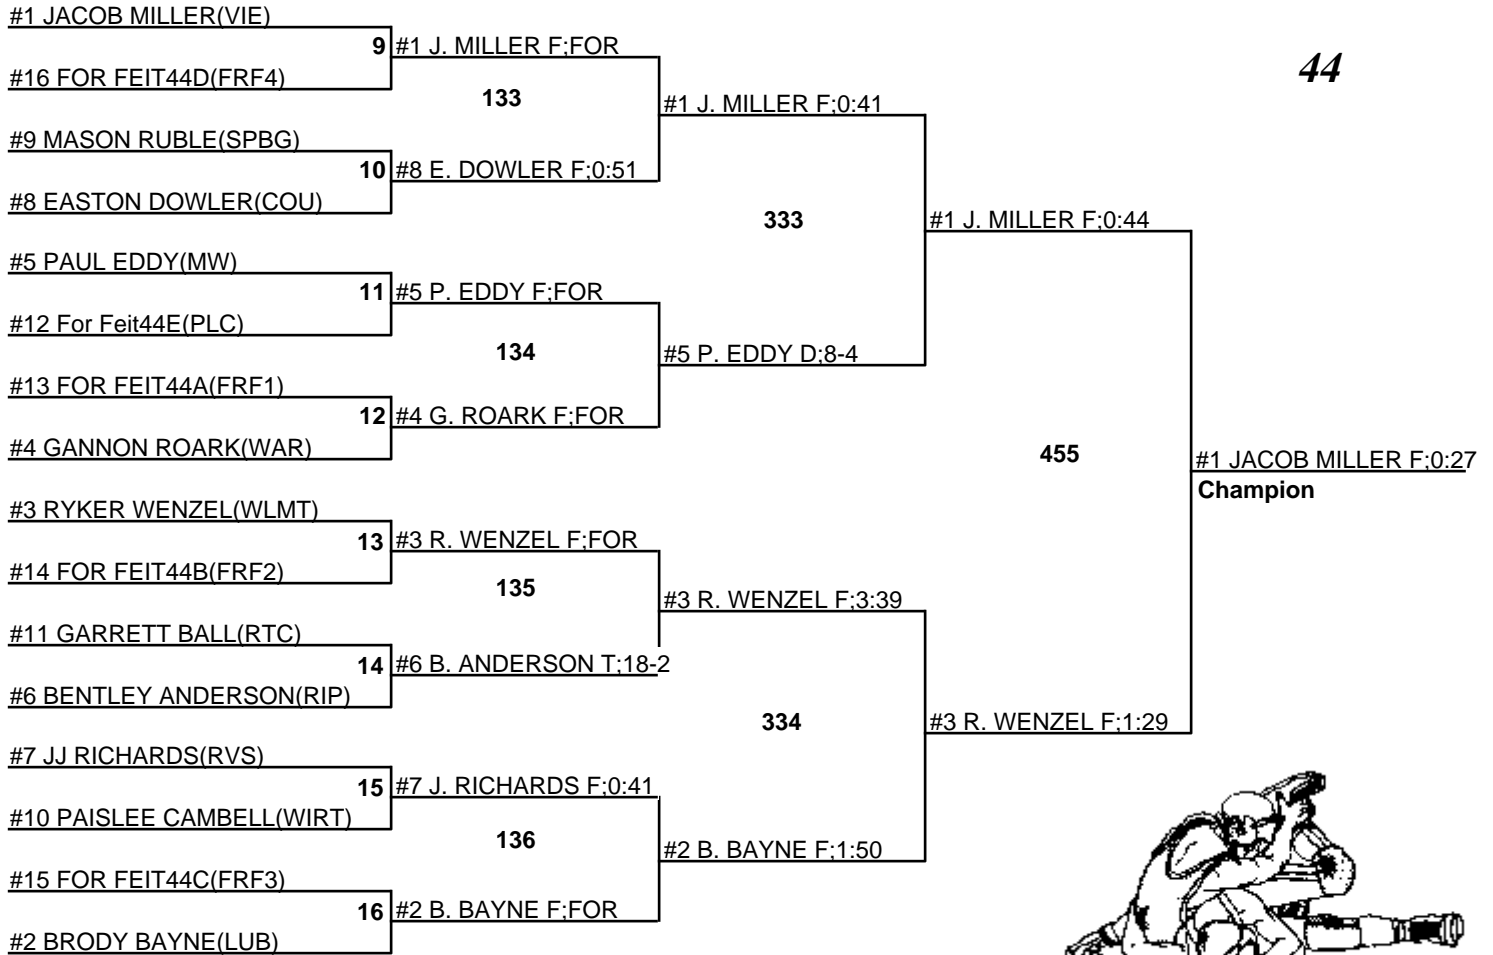 #1 JACOB MILLER(VIE)
9 #1 J. MILLER F;FOR
44
#16 FOR FEIT44D(FRF4)
133
#1 J. MILLER F;0:41
#9 MASON RUBLE(SPBG)
10 #8 E. DOWLER F;0:51
#8 EASTON DOWLER(COU)
333
#1 J. MILLER F;0:44
#5 PAUL EDDY(MW)
11 #5 P. EDDY F;FOR
#12 For Feit44E(PLC)
134
#5 P. EDDY D;8-4
#13 FOR FEIT44A(FRF1)
12 #4 G. ROARK F;FOR
#4 GANNON ROARK(WAR)
455
#1 JACOB MILLER F;0:27
Champion
#3 RYKER WENZEL(WLMT)
13 #3 R. WENZEL F;FOR
#14 FOR FEIT44B(FRF2)
135
#3 R. WENZEL F;3:39
#11 GARRETT BALL(RTC)
14 #6 B. ANDERSON T;18-2
#6 BENTLEY ANDERSON(RIP)
334
#3 R. WENZEL F;1:29
#7 JJ RICHARDS(RVS)
15 #7 J. RICHARDS F;0:41
#10 PAISLEE CAMBELL(WIRT)
136
#2 B. BAYNE F;1:50
#15 FOR FEIT44C(FRF3)
16 #2 B. BAYNE F;FOR
#2 BRODY BAYNE(LUB)